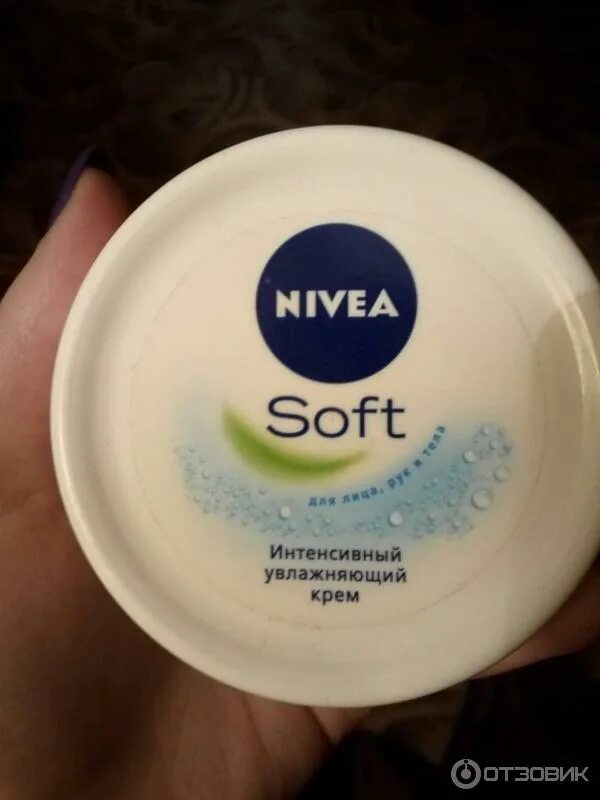 NIVEA
Soft
для лица, рук и тела
Интенсивный
увлажняющий
крем
ОТЗОВИК